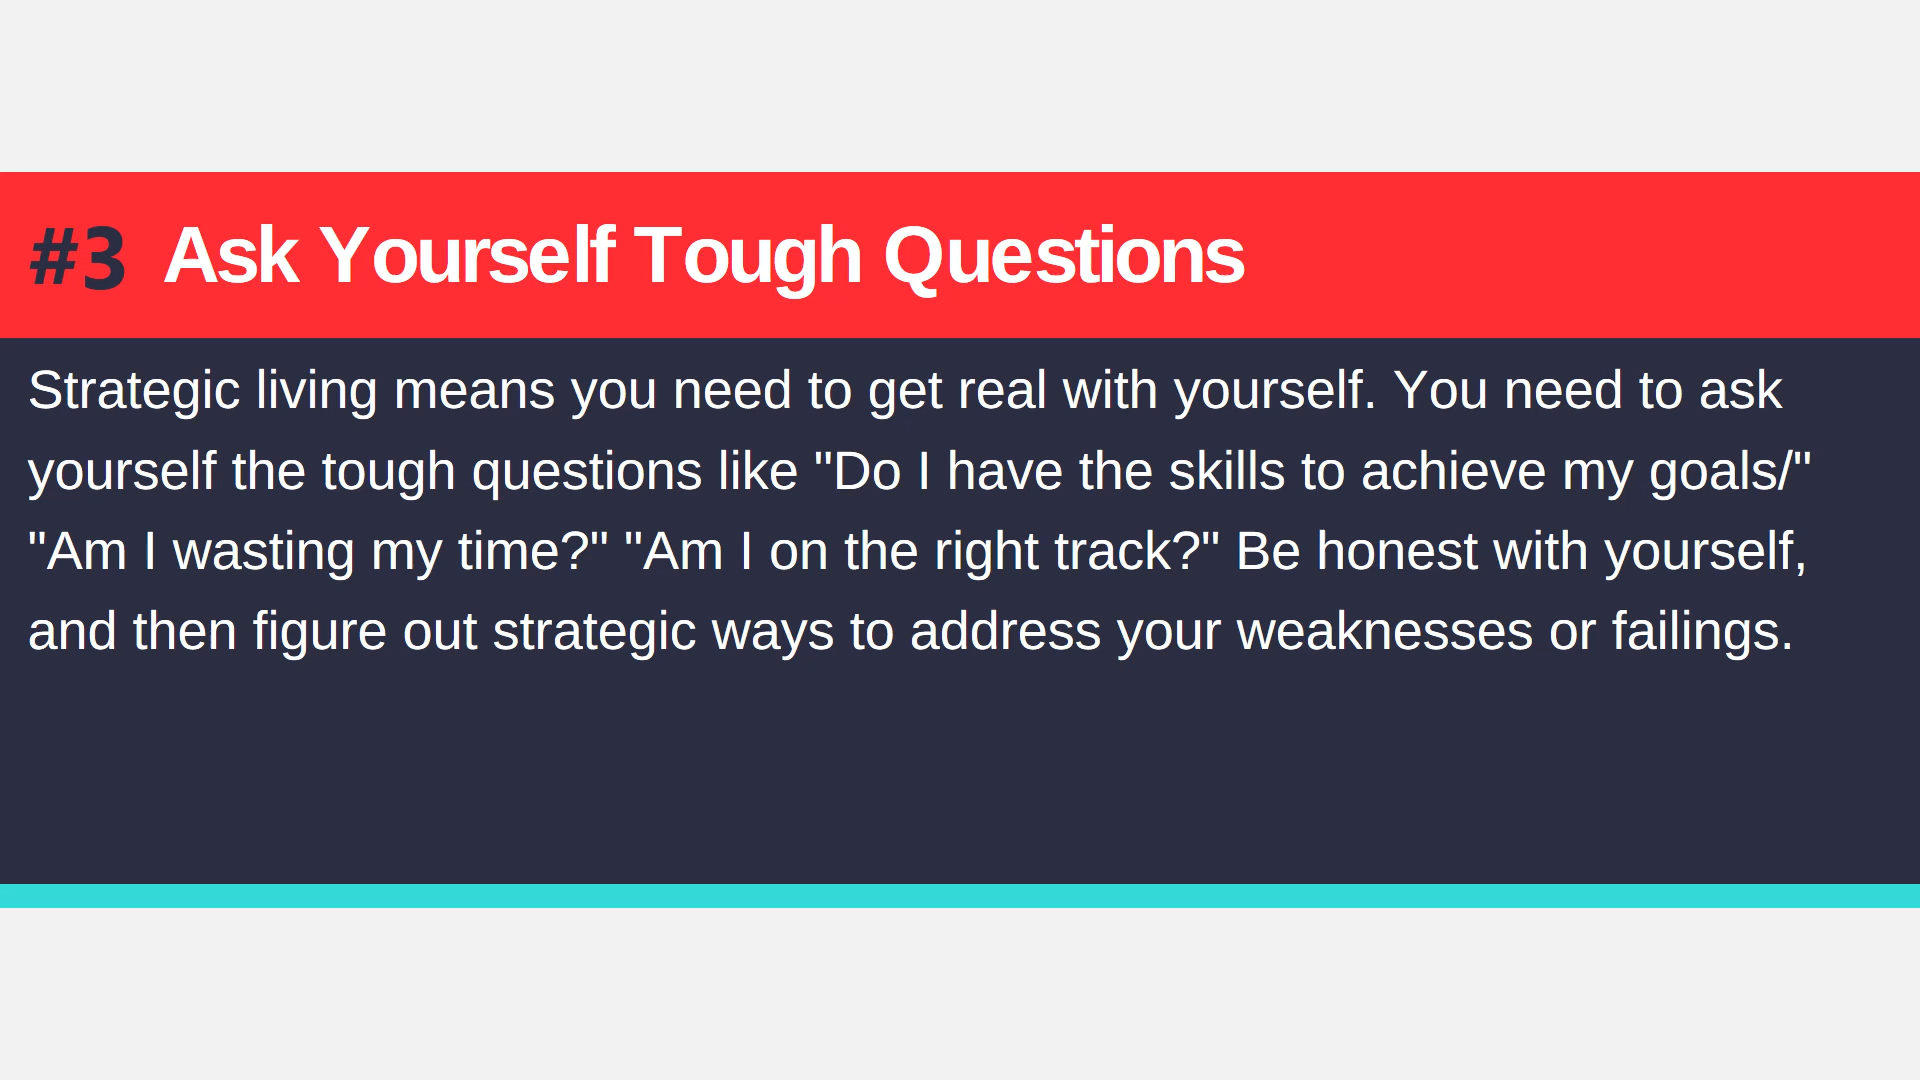 #3 Ask Yourself Tough Questions
Strategic living means you need to get real with yourself. You need to ask
yourself the tough questions like "Do I have the skills to achieve my goals/"
"Am I wasting my time?" "Am I on the right track?" Be honest with yourself,
and then figure out strategic ways to address your weaknesses or failings.